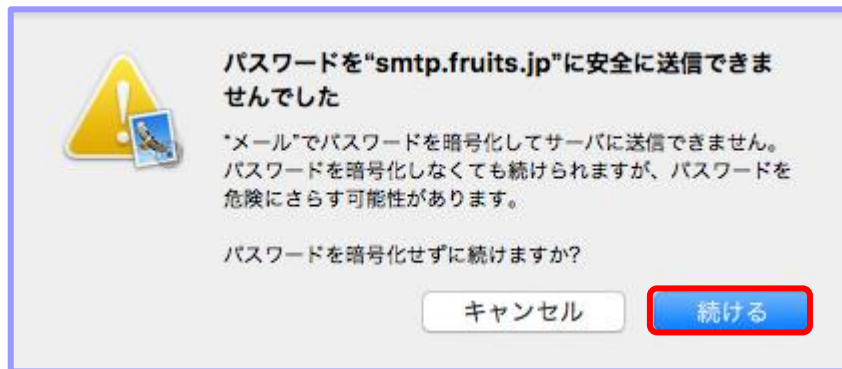 パスワードを“smtp.fruits.jp”に安全に送信できま
せんでした
“メール”でパスワードを暗号化してサーバに送信できません。
パスワードを暗号化しなくても続けられますが、パスワードを
危険にさらす可能性があります。
パスワードを暗号化せずに続けますか?
キャンセル
続ける